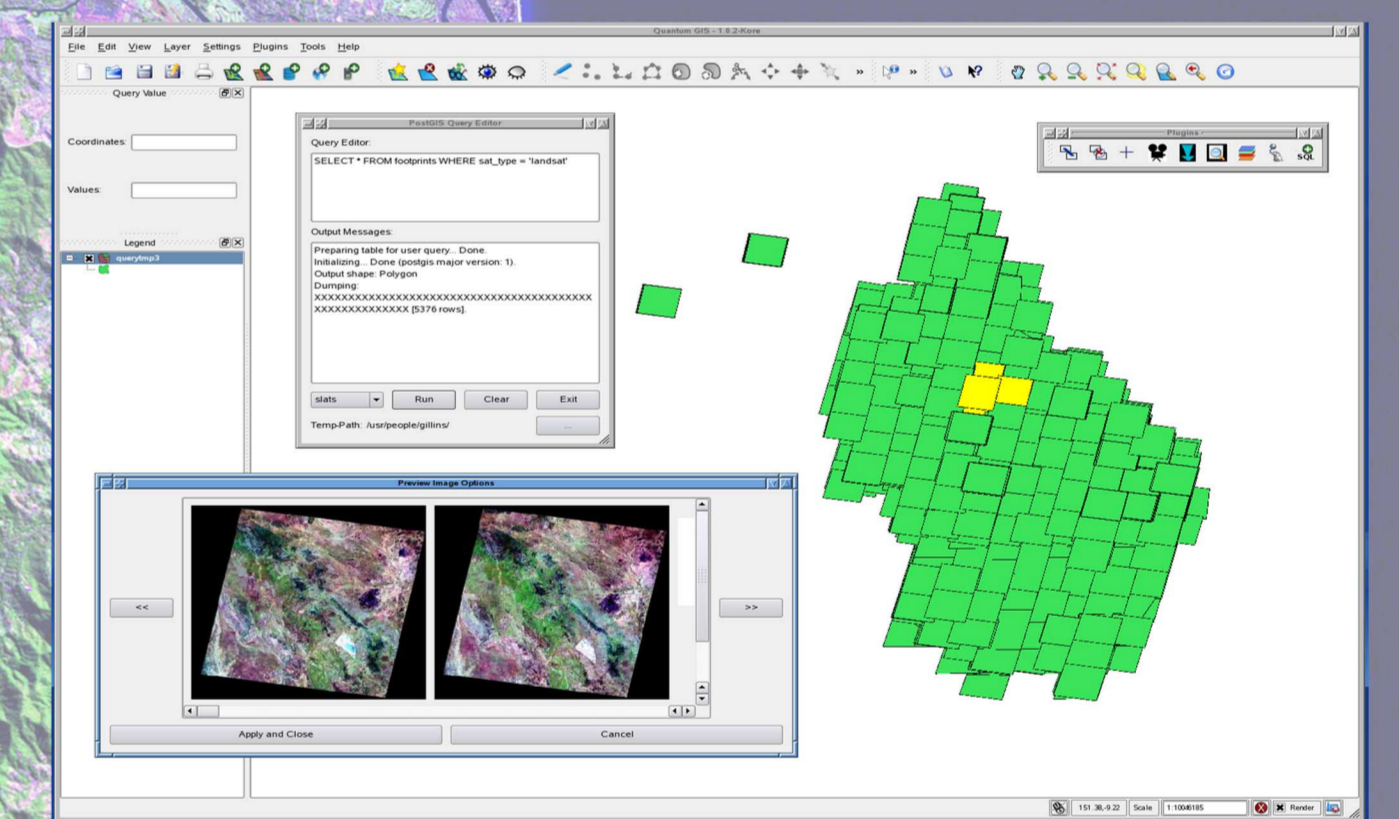 Quantum GIS - 1.0.2-Kore
File Edit View Layer Settings Plugins Tools Help
Query Value
Coordinates:
Values:
Legend
querytmp3
PostGIS Query Editor
Query Editor:
SELECT * FROM footprints WHERE sat_type = 'landsat'
Output Messages:
Preparing table for user query... Done.
Initializing... Done (postgis major version: 1).
Output shape: Polygon
Dumping:
XXXXXXXXXXXXXXXXXXXXXXXXXXXXXXXXXXXXXXXXX
XXXXXXXXXXXXXX [5376 rows].
slats Run Clear Exit
Temp-Path: /usr/people/gillins/ ...
Plugins -
SQL
Preview Image Options
<< >>
Apply and Close Cancel
151.38,-9.22 Scale 1:10046185 Render